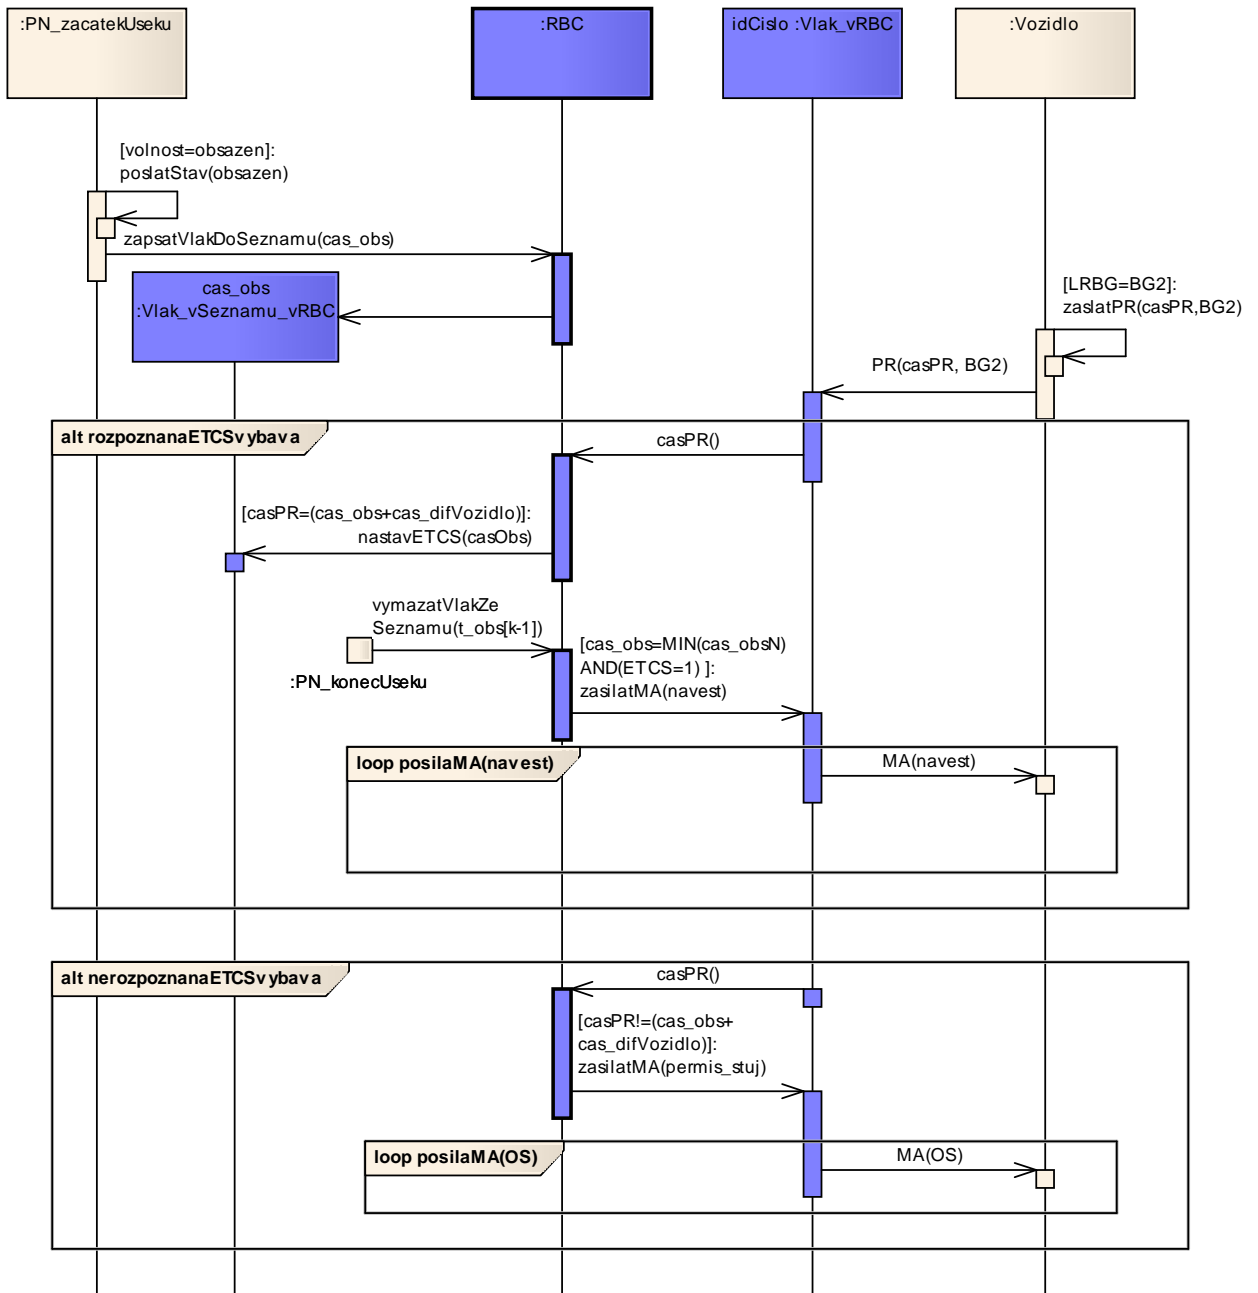 :PN_zacatekUseku
:RBC
idCislo :Vlak_vRBC
:Vozidlo
[volnost=obsazen]:
poslatStav(obsazen)
zapsatVlakDoSeznamu(cas_obs)
cas_obs
:Vlak_vSeznamu_vRBC
[LRBG=BG2]:
zaslatPR(casPR,BG2)
PR(casPR, BG2)
alt rozpoznanaETCSvybava
casPR()
[casPR=(cas_obs+cas_difVozidlo)]:
nastavETCS(casObs)
vymazatVlakZe
Seznamu(t_obs[k-1])
:PN_konecUseku
[cas_obs=MIN(cas_obsN)
AND(ETCS=1) ]:
zasilatMA(navest)
loop posilaMA(navest)
MA(navest)
alt nerozpoznanaETCSvybava
casPR()
[casPR!=(cas_obs+
cas_difVozidlo)]:
zasilatMA(permis_stuj)
loop posilaMA(OS)
MA(OS)